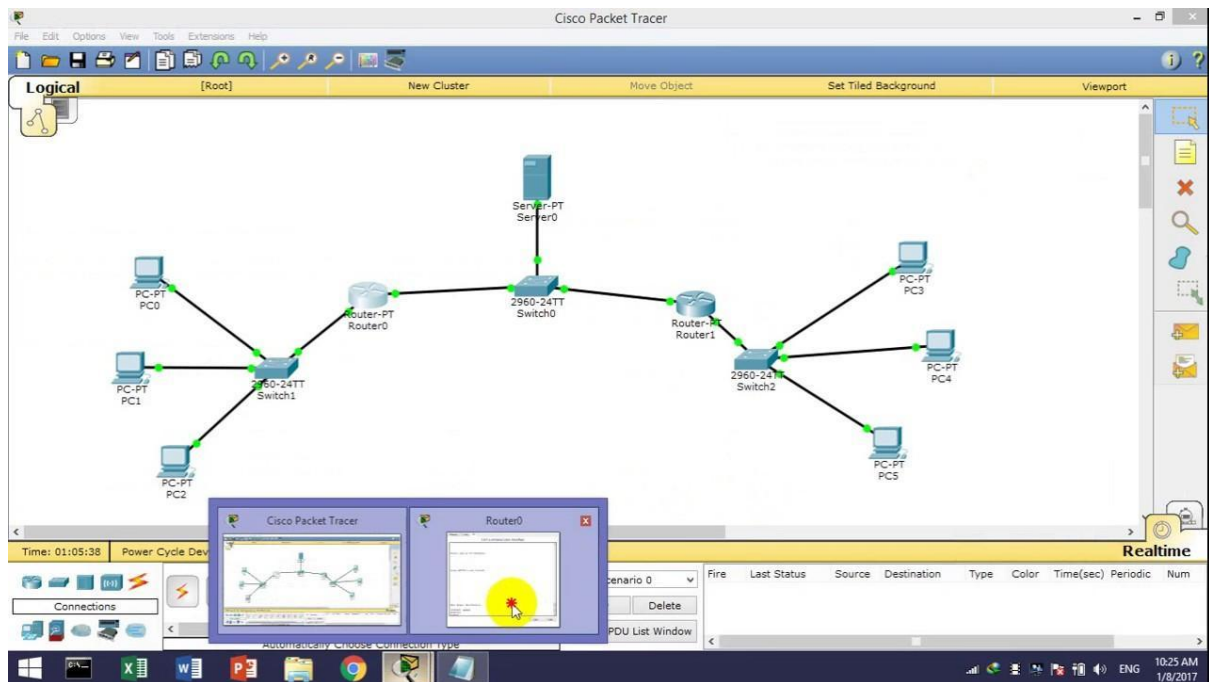 Cisco Packet Tracer
File Edit Options View Tools Extensions Help
Logical [Root] New Cluster Move Object Set Tiled Background Viewport
Server-PT
Server0
PC-PT
PC0
PC-PT
PC3
Router-PT
Router0
2960-24TT
Switch0
Router-PT
Router1
PC-PT
PC1
2960-24TT
Switch1
2960-24TT
Switch2
PC-PT
PC4
PC-PT
PC2
PC-PT
PC5
Cisco Packet Tracer Router0
Time: 01:05:38 Power Cycle Dev
Realtime
cenario 0
Fire Last Status Source Destination Type Color Time(sec) Periodic Num
Connections
Delete
PDU List Window
Automatically Choose Connection Type
ENG
10:25 AM
1/8/2017